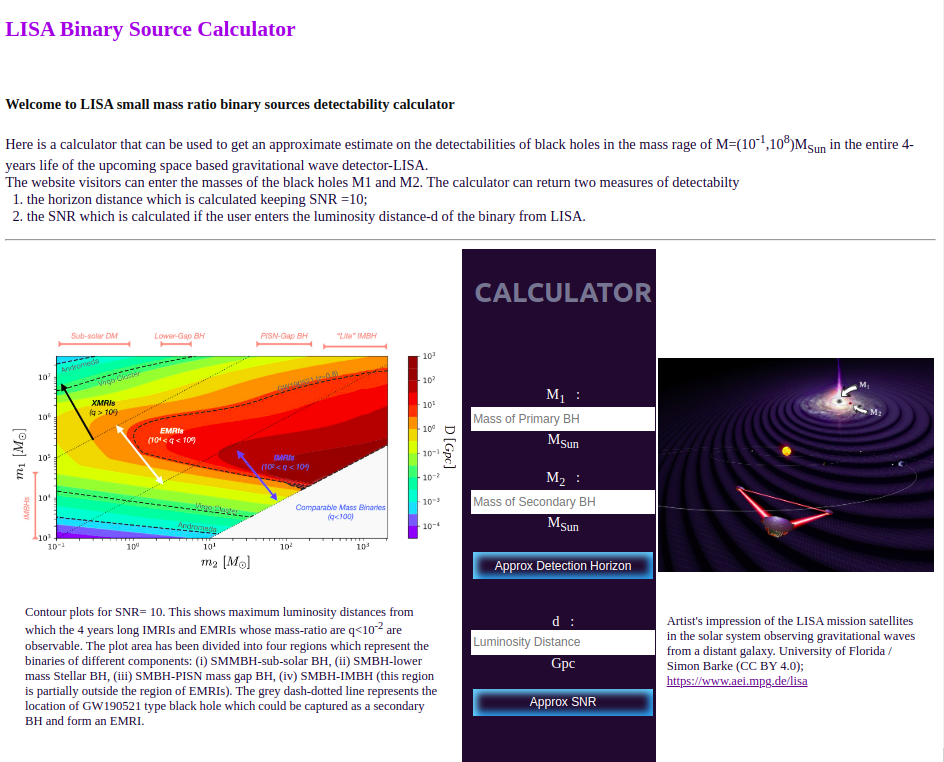 LISA Binary Source Calculator
Welcome to LISA small mass ratio binary sources detectability calculator
Here is a calculator that can be used to get an approximate estimate on the detectabilities of black holes in the mass rage of M=(10^-1,10^8)M_Sun in the entire 4-
years life of the upcoming space based gravitational wave detector-LISA.
The website visitors can enter the masses of the black holes M1 and M2. The calculator can return two measures of detectabilty
1. the horizon distance which is calculated keeping SNR =10;
2. the SNR which is calculated if the user enters the luminosity distance-d of the binary from LISA.
Sub-solar DM Lower-Gap BH PISN-Gap BH "Lite" IMBH
Andromeda
Virgo Cluster
GW190521
XMRIs
EMRIs
(10^4 < q < 10^6)
IMRIs
(10^2 < q < 10^4)
Comparable Mass Binaries
(q<100)
Virgo Cluster
Andromeda
IMBHs
m_1 [M_⊙]
10^7
10^6
10^5
10^4
10^3
10^-1 10^0 10^1 10^2 10^3
m_2 [M_⊙]
10^3
10^2
10^1
10^0
10^-1
10^-2
10^-3
10^-4
D [Gpc]
Contour plots for SNR= 10. This shows maximum luminosity distances from
which the 4 years long IMRIs and EMRIs whose mass-ratio are q<10^-2 are
observable. The plot area has been divided into four regions which represent the
binaries of different components: (i) SMMBH-sub-solar BH, (ii) SMBH-lower
mass Stellar BH, (iii) SMBH-PISN mass gap BH, (iv) SMBH-IMBH (this region
is partially outside the region of EMRIs). The grey dash-dotted line represents the
location of GW190521 type black hole which could be captured as a secondary
BH and form an EMRI.
CALCULATOR
M_1 :
Mass of Primary BH
M_Sun
M_2 :
Mass of Secondary BH
M_Sun
Approx Detection Horizon
d :
Luminosity Distance
Gpc
Approx SNR
M_1
M_2
Artist's impression of the LISA mission satellites
in the solar system observing gravitational waves
from a distant galaxy. University of Florida /
Simon Barke (CC BY 4.0);
https://www.aei.mpg.de/lisa